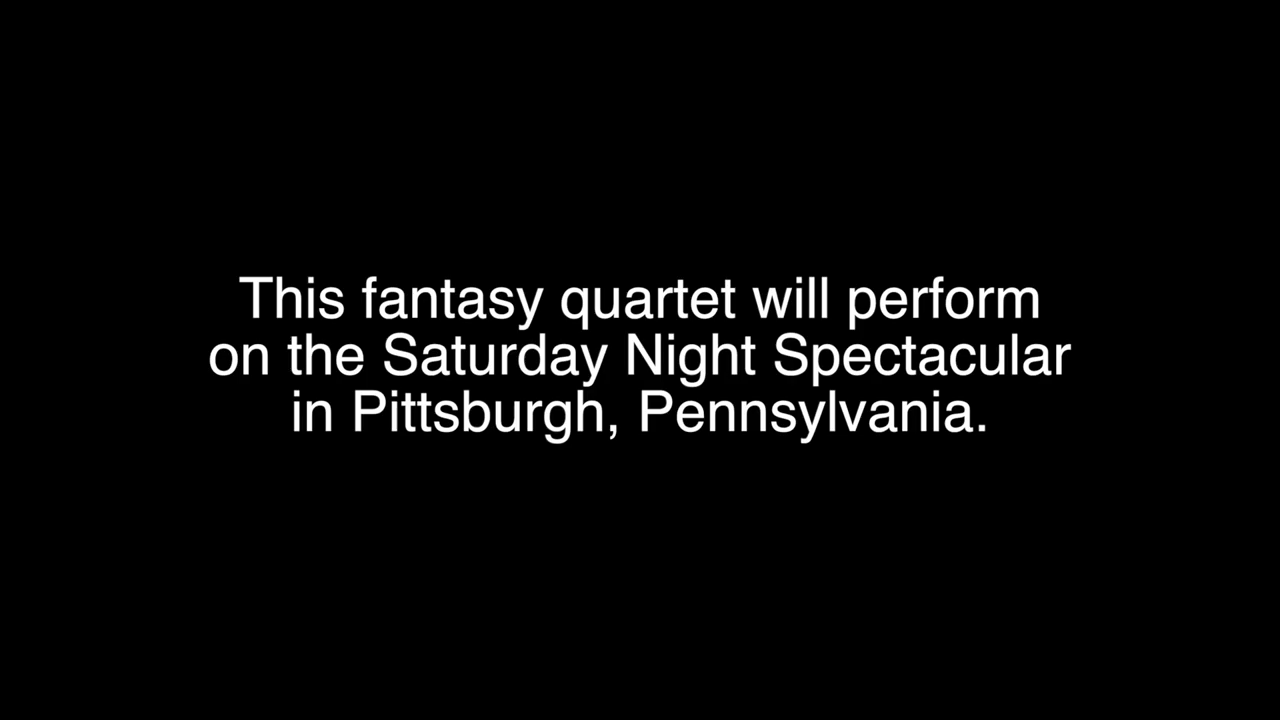 This fantasy quartet will perform
on the Saturday Night Spectacular
in Pittsburgh, Pennsylvania.